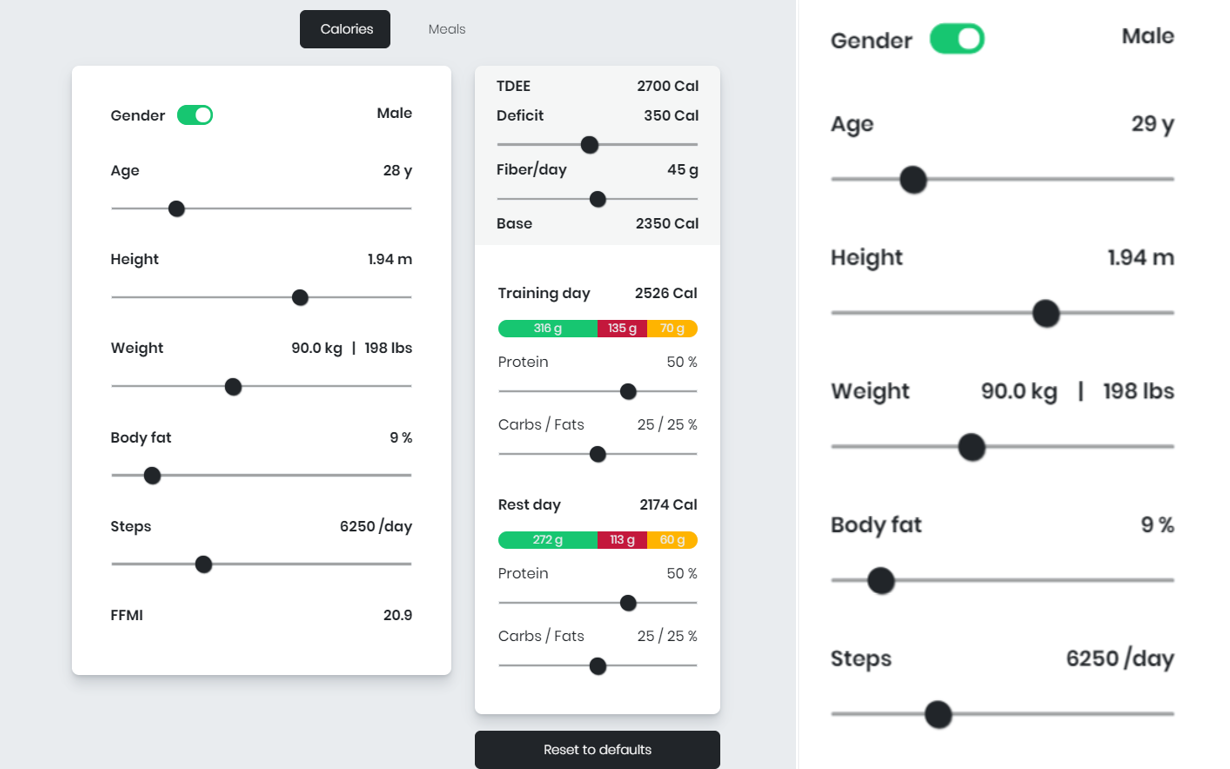 Calories Meals
Gender Male
Age 28 y
Height 1.94 m
Weight 90.0 kg | 198 lbs
Body fat 9 %
Steps 6250 /day
FFMI 20.9
TDEE 2700 Cal
Deficit 350 Cal
Fiber/day 45 g
Base 2350 Cal
Training day 2526 Cal
316 g 135 g 70 g
Protein 50 %
Carbs / Fats 25 / 25 %
Rest day 2174 Cal
272 g 113 g 60 g
Protein 50 %
Carbs / Fats 25 / 25 %
Reset to defaults
Gender Male
Age 29 y
Height 1.94 m
Weight 90.0 kg | 198 lbs
Body fat 9 %
Steps 6250 /day